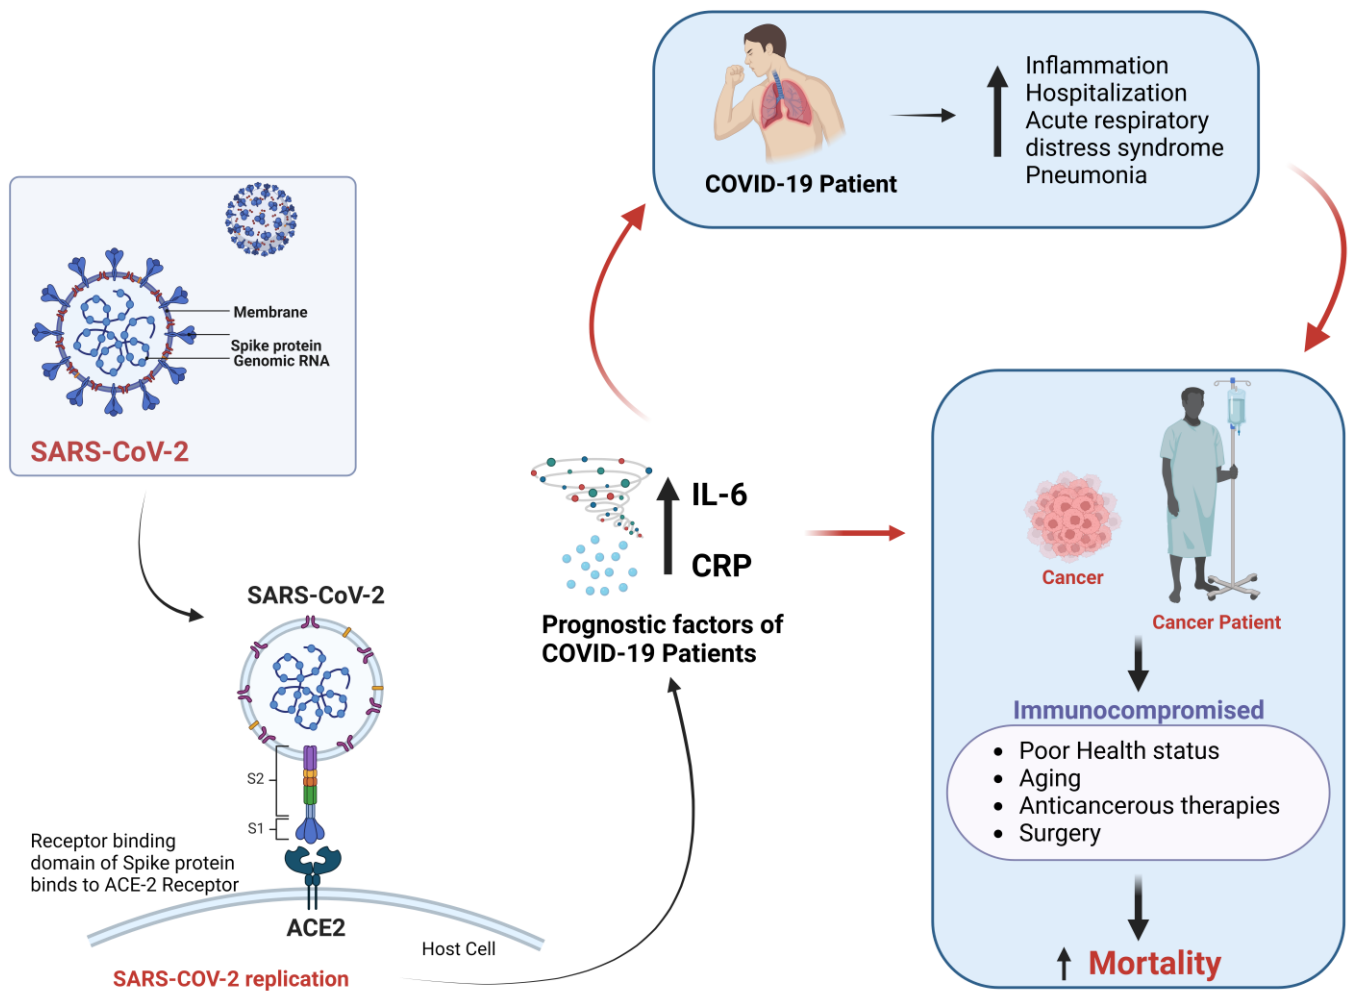 Membrane
Spike protein
Genomic RNA
SARS-CoV-2
SARS-CoV-2
S2
S1
Receptor binding
domain of Spike protein
binds to ACE-2 Receptor
ACE2
Host Cell
SARS-COV-2 replication
IL-6
CRP
Prognostic factors of
COVID-19 Patients
COVID-19 Patient
Inflammation
Hospitalization
Acute respiratory
distress syndrome
Pneumonia
Cancer
Cancer Patient
Immunocompromised
• Poor Health status
• Aging
• Anticancerous therapies
• Surgery
Mortality